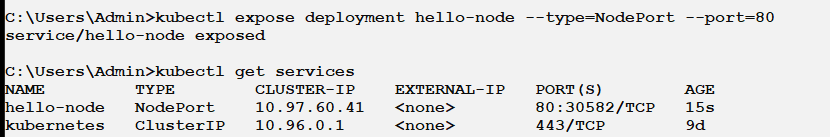 C:\Users\Admin>kubectl expose deployment hello-node --type=NodePort --port=80
service/hello-node exposed
C:\Users\Admin>kubectl get services
NAME TYPE CLUSTER-IP EXTERNAL-IP PORT(S) AGE
hello-node NodePort 10.97.60.41 <none> 80:30582/TCP 15s
kubernetes ClusterIP 10.96.0.1 <none> 443/TCP 9d